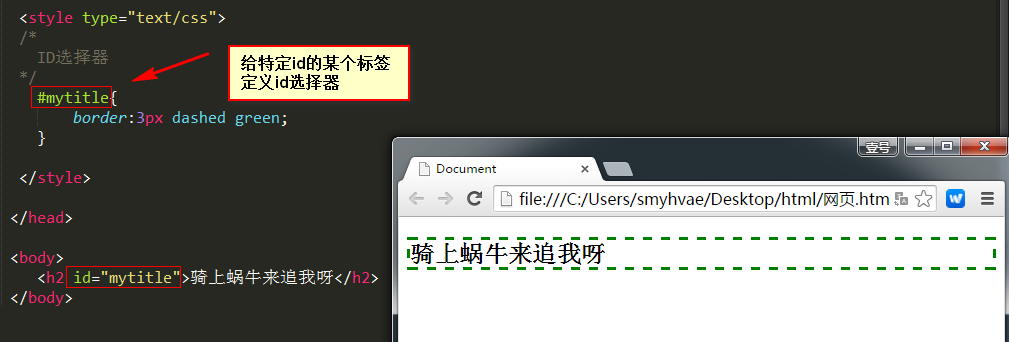 <style type="text/css">
/*
ID选择器
*/
#mytitle{
border:3px dashed green;
}
</style>
</head>
<body>
<h2 id="mytitle">骑上蜗牛来追我呀</h2>
</body>
给特定id的某个标签
定义id选择器
壹号
Document
file:///C:/Users/smyhvae/Desktop/html/网页.htm
骑上蜗牛来追我呀